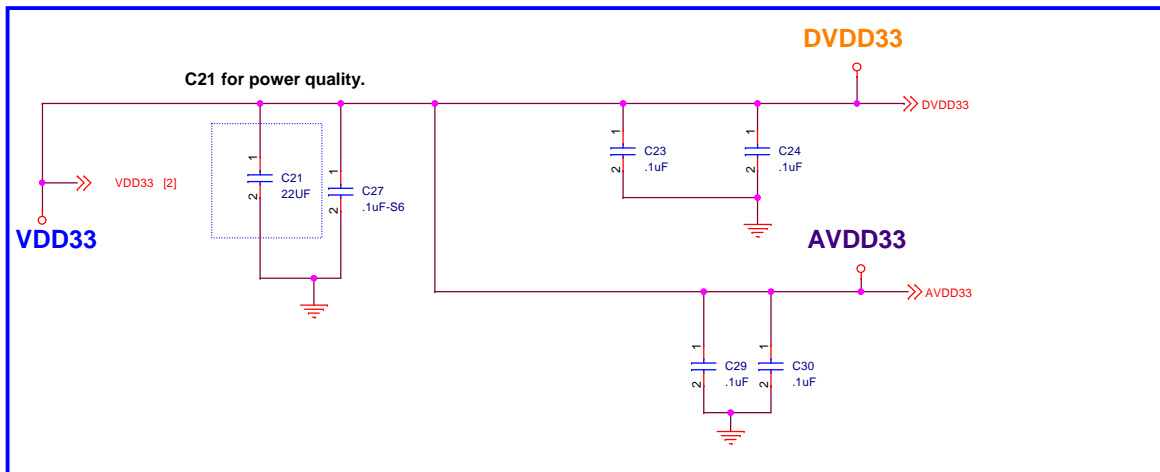 DVDD33
C21 for power quality.
DVDD33
1
2
C21
22UF
1
2
C27
.1uF-S6
1
2
C23
.1uF
1
2
C24
.1uF
VDD33 [2]
VDD33
AVDD33
AVDD33
1
2
C29
.1uF
1
2
C30
.1uF